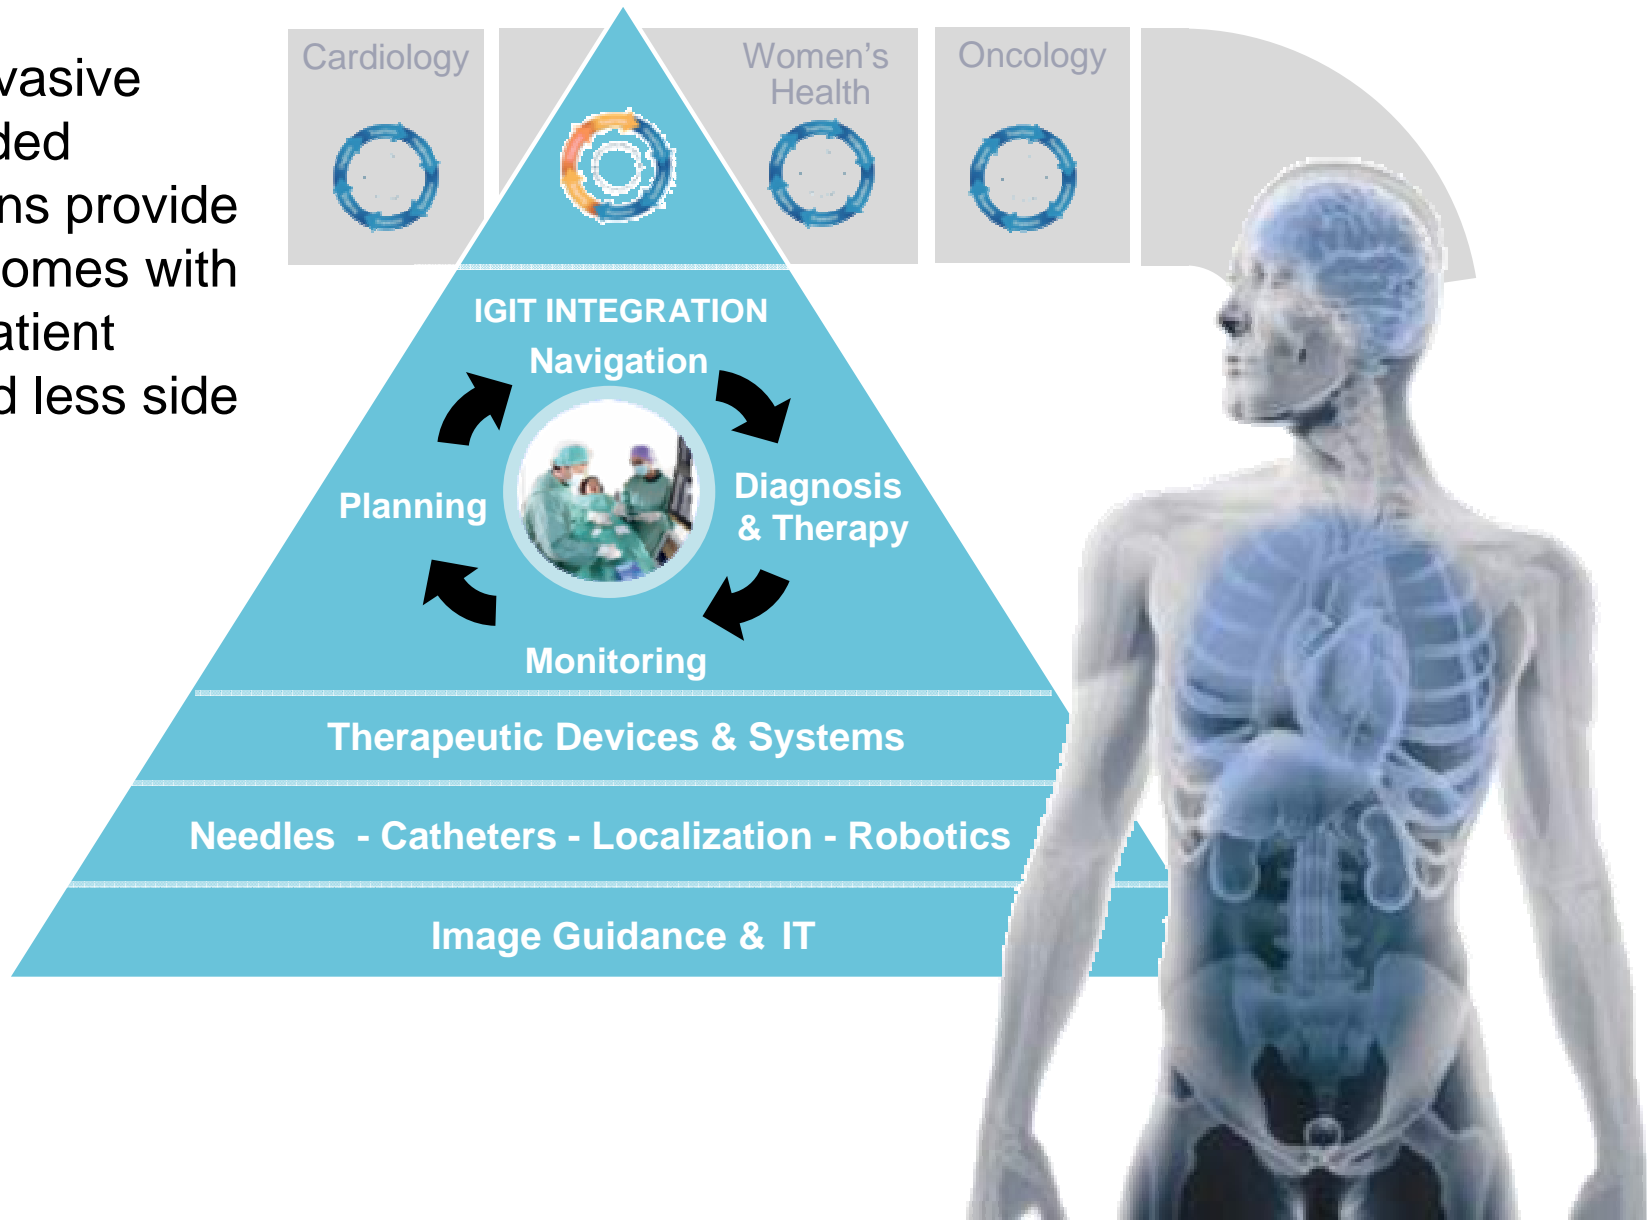 vasive
ded
ns provide
omes with
atient
d less side
Cardiology
Women's
Health
Oncology
IGIT INTEGRATION
Navigation
Planning
Diagnosis
& Therapy
Monitoring
Therapeutic Devices & Systems
Needles - Catheters - Localization - Robotics
Image Guidance & IT